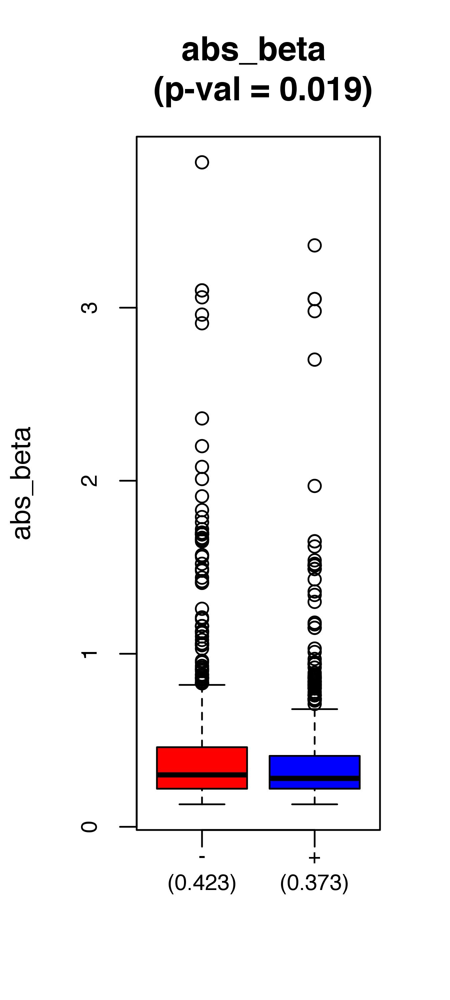 abs_beta
(p-val = 0.019)
abs_beta
3
2
1
0
- +
(0.423) (0.373)